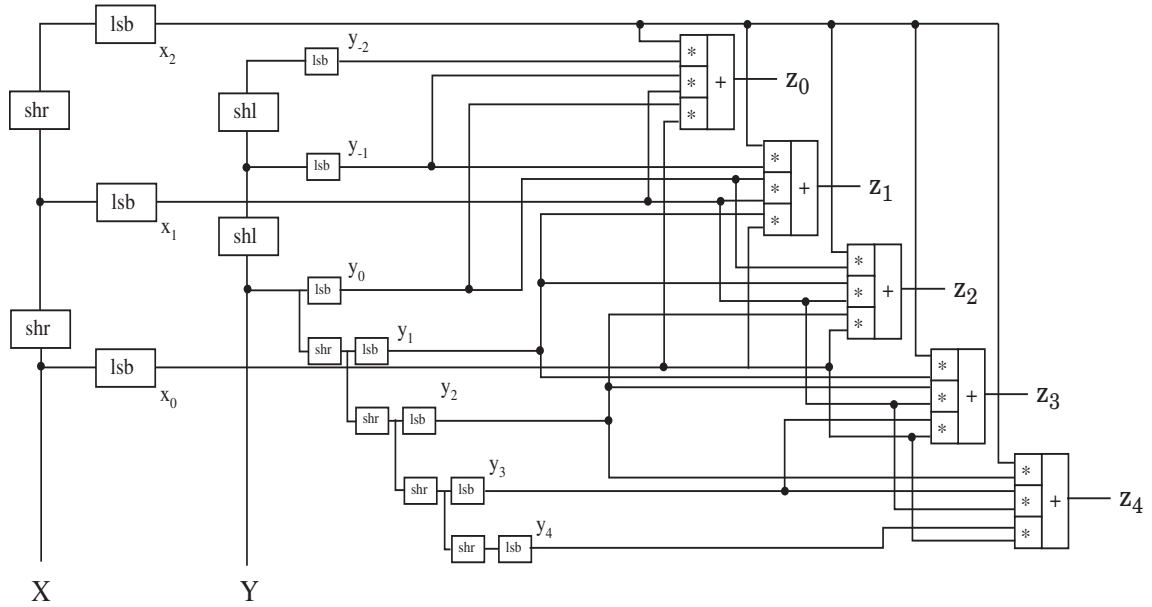 lsb
x2
y-2
lsb
*
*
*
+
z0
shr
shl
y-1
lsb
*
*
*
+
z1
lsb
x1
shl
y0
lsb
*
*
*
+
z2
shr
y1
shr
lsb
lsb
x0
y2
shr
lsb
*
*
*
+
z3
y3
shr
lsb
*
*
*
+
z4
y4
shr
lsb
X
Y